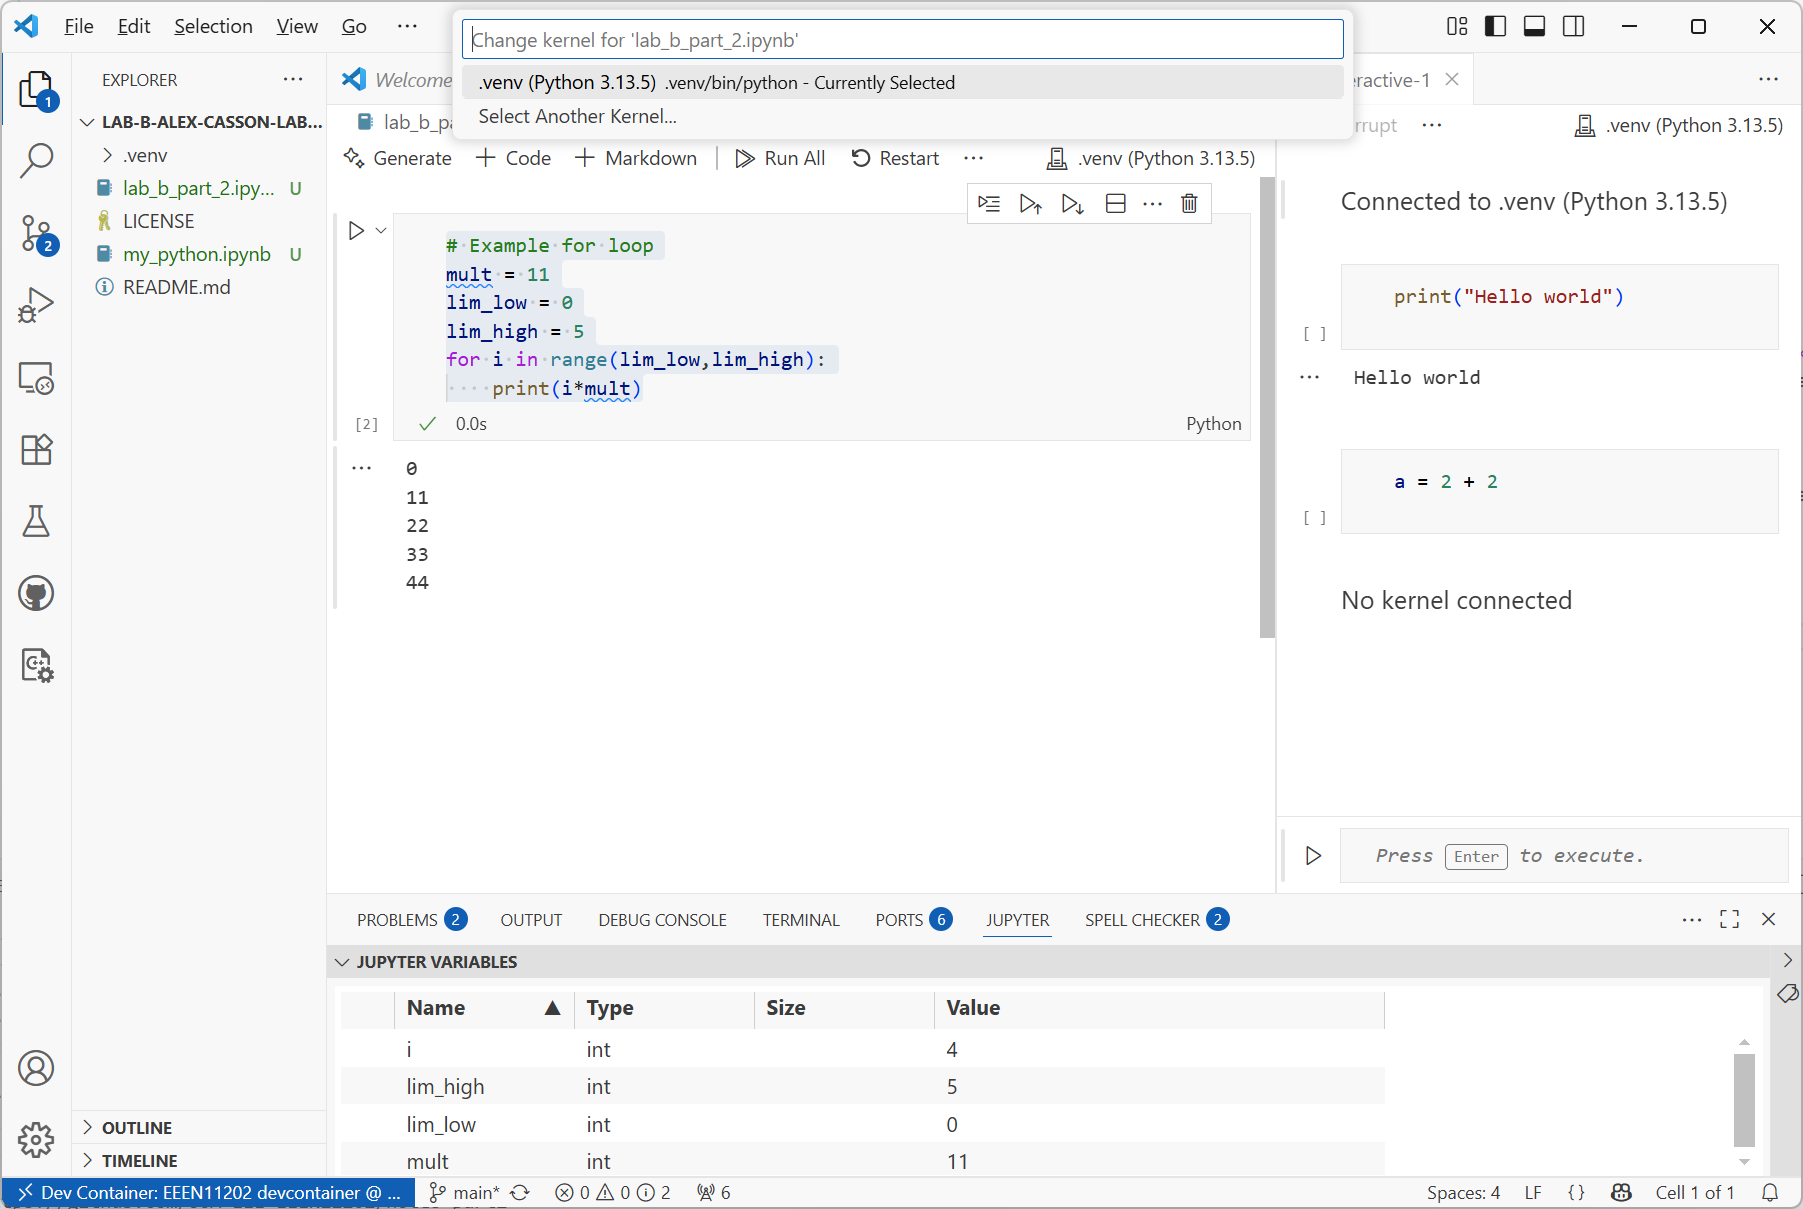 File Edit Selection View Go ···
Change kernel for 'lab_b_part_2.ipynb'
.venv (Python 3.13.5) .venv/bin/python - Currently Selected
Select Another Kernel...
EXPLORER ···
LAB-B-ALEX-CASSON-LAB...
.venv
lab_b_part_2.ipy... U
LICENSE
my_python.ipynb U
README.md
OUTLINE
TIMELINE
1
2
Welcome
lab_b_pa
Generate + Code + Markdown Run All Restart ··· .venv (Python 3.13.5)
# Example for loop
mult = 11
lim_low = 0
lim_high = 5
for i in range(lim_low,lim_high):
print(i*mult)
[2] 0.0s Python
0
11
22
33
44
eractive-1
rrupt ··· .venv (Python 3.13.5)
Connected to .venv (Python 3.13.5)
print("Hello world")
[ ]
Hello world
a = 2 + 2
[ ]
No kernel connected
Press Enter to execute.
PROBLEMS 2 OUTPUT DEBUG CONSOLE TERMINAL PORTS 6 JUPYTER SPELL CHECKER 2
JUPYTER VARIABLES
Name Type Size Value
i int 4
lim_high int 5
lim_low int 0
mult int 11
Dev Container: EEEN11202 devcontainer @ ... main* 0 0 2 6 Spaces: 4 LF {} Cell 1 of 1